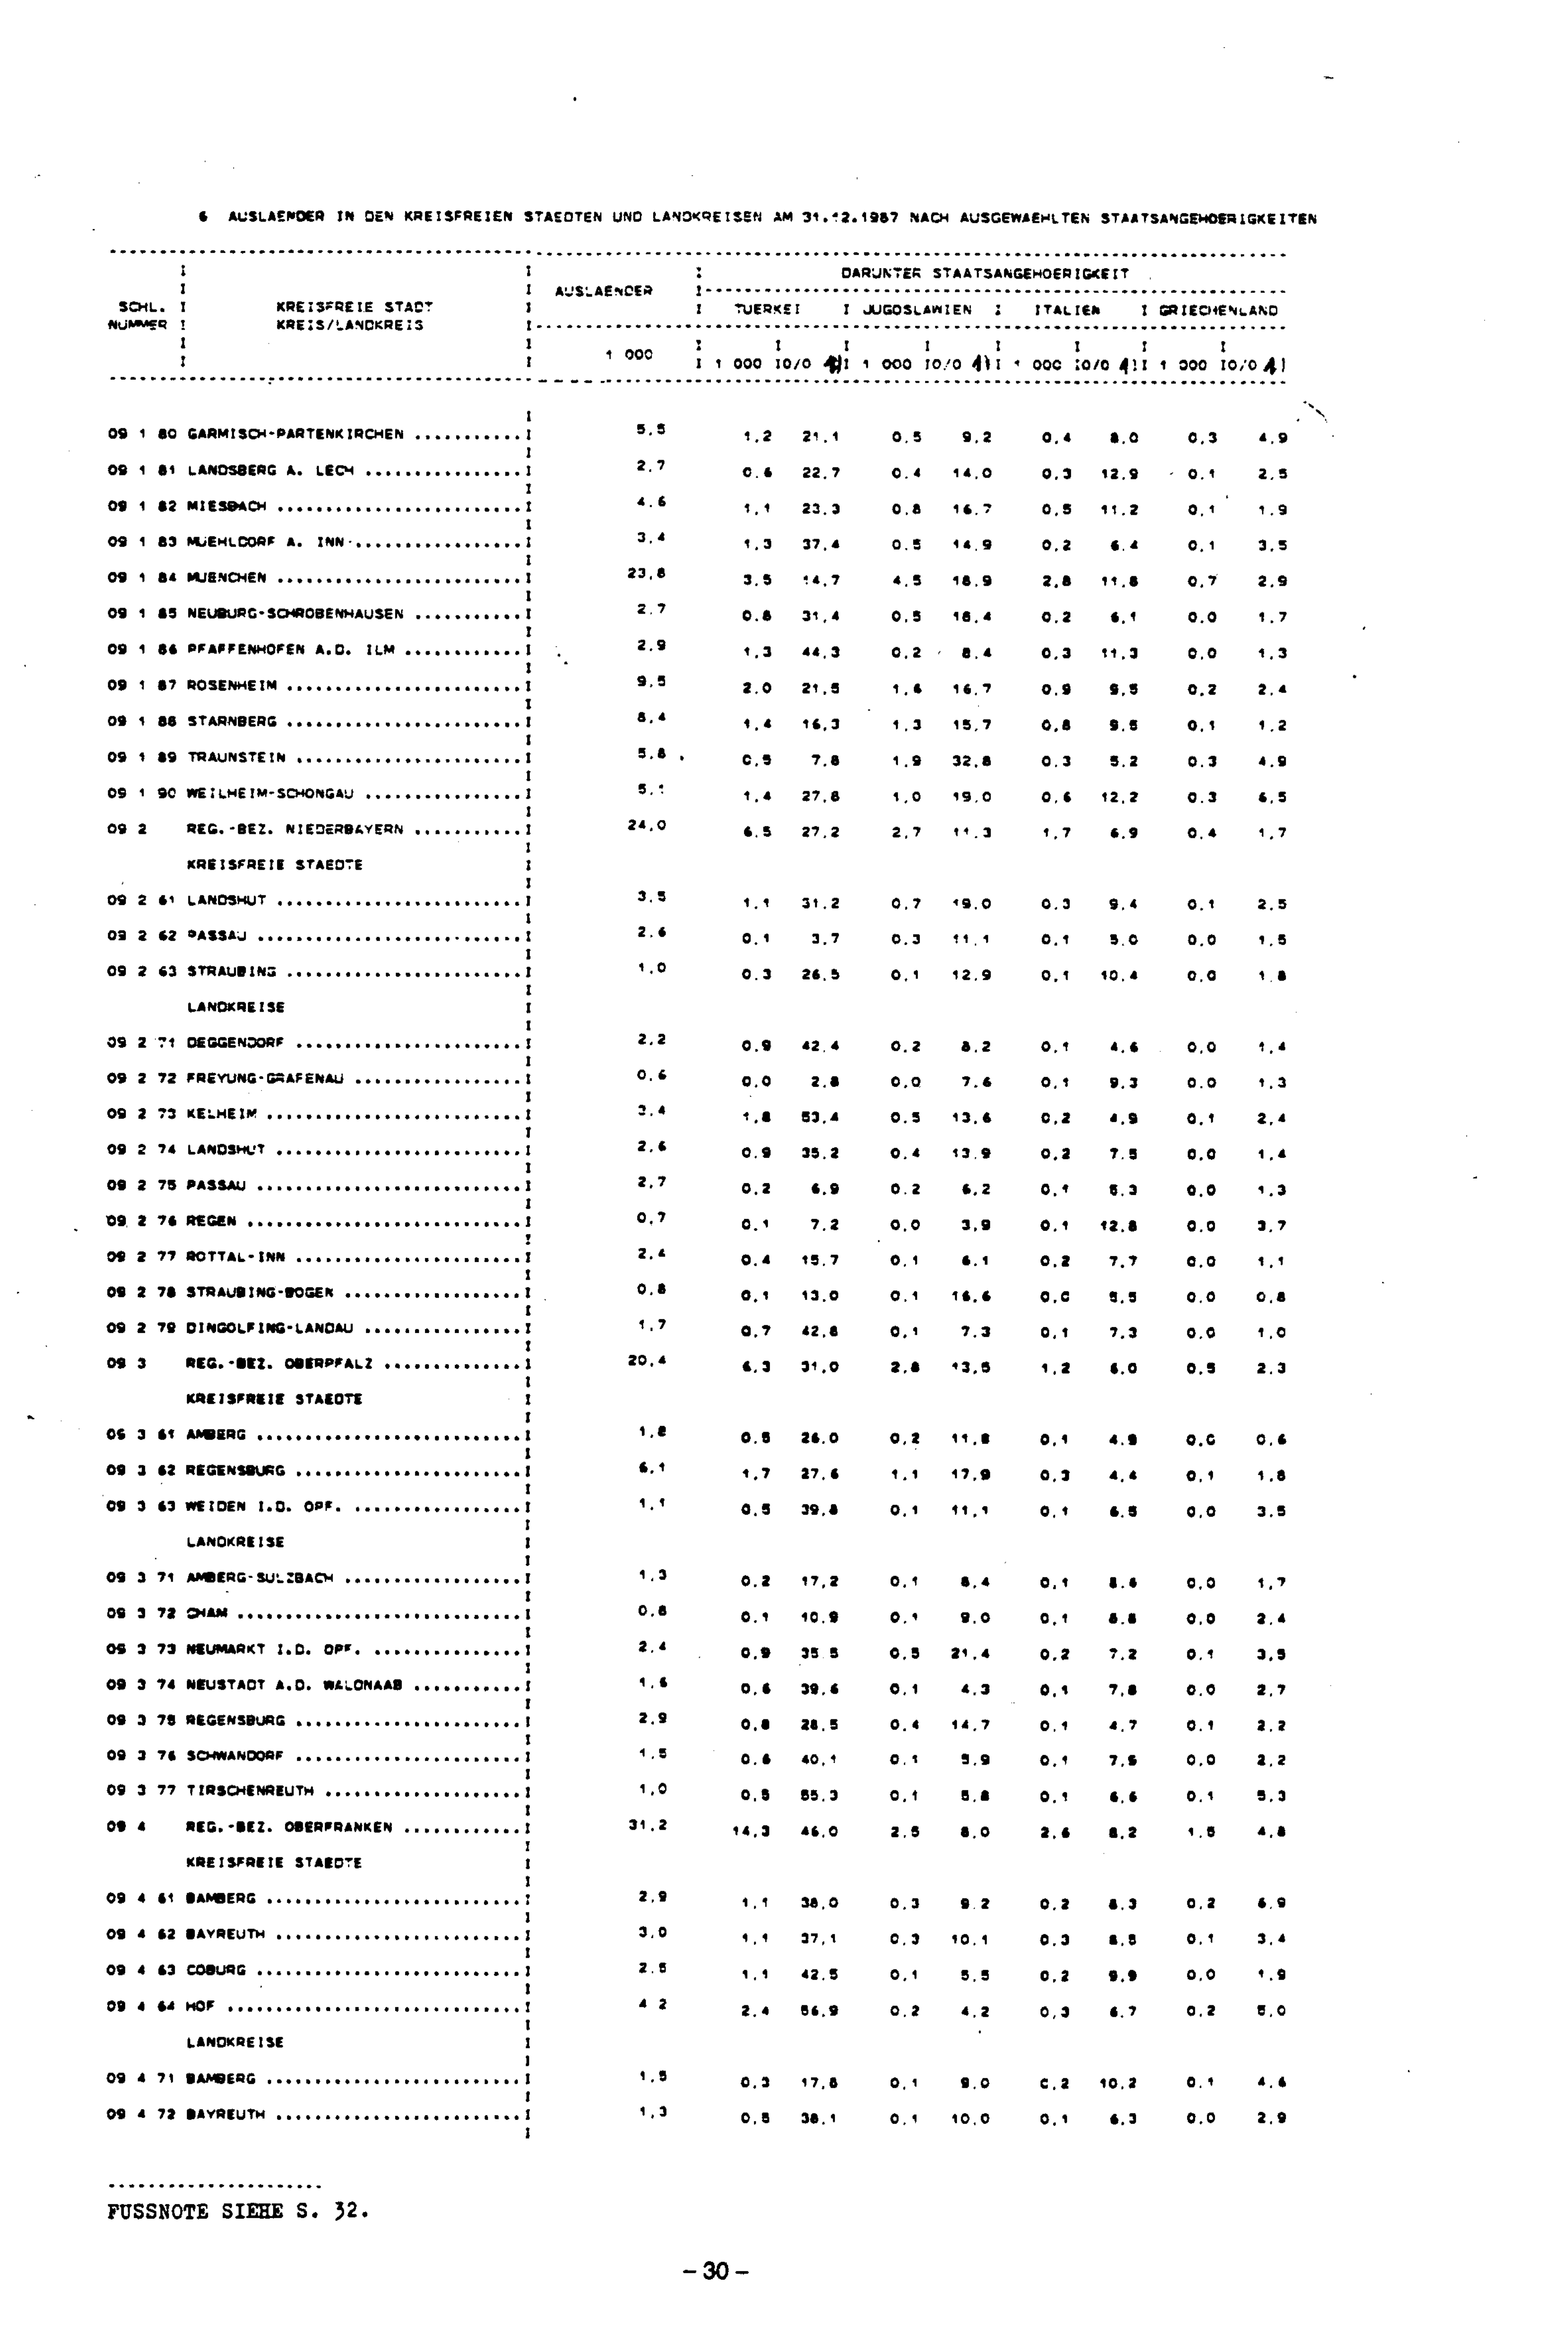 6 AUSLAENDER IN DEN KREISFREIEN STAEDTEN UND LANDKREISEN AM 31.12.1987 NACH AUSGEWAEHLTEN STAATSANGEHOERIGKEITEN
DARUNTER STAATSANGEHOERIGKEIT
AUSLAENDER
SCHL. I KREISFREIE STADT I I TUERKEI I JUGOSLAWIEN I ITALIEN I GRIECHENLAND
NUMMER I KREIS/LANDKREIS I
1 000 I 1 000 IO/O 1)I 1 000 IO/O 1)I 1 000 IO/O 1)I 1 000 IO/O 1)
09 1 80 GARMISCH-PARTENKIRCHEN ...........I 5,5 1,2 21,1 0,5 9,2 0,4 8,0 0,3 4,9
09 1 81 LANDSBERG A. LECH ................I 2,7 0,6 22,7 0,4 14,0 0,3 12,9 0,1 2,5
09 1 82 MIESBACH .........................I 4,6 1,1 23,3 0,8 16,7 0,5 11,2 0,1 1,9
09 1 83 MUEHLDORF A. INN .................I 3,4 1,3 37,4 0,5 14,9 0,2 6,4 0,1 3,5
09 1 84 MUENCHEN .........................I 23,8 3,5 14,7 4,5 18,9 2,8 11,8 0,7 2,9
09 1 85 NEUBURG-SCHROBENHAUSEN ...........I 2,7 0,8 31,4 0,5 18,4 0,2 6,1 0,0 1,7
09 1 86 PFAFFENHOFEN A.D. ILM ............I 2,9 1,3 44,3 0,2 8,4 0,3 11,3 0,0 1,3
09 1 87 ROSENHEIM ........................I 9,5 2,0 21,5 1,6 16,7 0,9 9,5 0,2 2,4
09 1 88 STARNBERG ........................I 8,4 1,4 16,3 1,3 15,7 0,8 0,1 1,2
09 1 89 TRAUNSTEIN .......................I 5,8 0,5 7,8 1,9 32,8 0,3 5,2 0,3 4,9
09 1 90 WEILHEIM-SCHONGAU ................I 5,1 1,4 27,8 1,0 19,0 0,6 12,2 0,3 6,5
09 2 REG.-BEZ. NIEDERBAYERN ...........I 24,0 6,5 27,2 2,7 11,3 1,7 6,9 0,4 1,7
KREISFREIE STAEDTE I
09 2 61 LANDSHUT .........................I 3,5 1,1 31,2 0,7 19,0 0,3 9,4 0,1 2,5
09 2 62 PASSAU ...........................I 2,6 0,1 3,7 0,3 11,1 0,1 5,0 0,0 1,5
09 2 63 STRAUBING ........................I 1,0 0,3 26,5 0,1 12,9 0,1 10,4 0,0 1,8
LANDKREISE I
09 2 71 DEGGENDORF .......................I 2,2 0,9 42,4 0,2 8,2 0,1 4,6 0,0 1,4
09 2 72 FREYUNG-GRAFENAU .................I 0,6 0,0 2,8 0,0 7,6 0,1 9,3 0,0 1,3
09 2 73 KELHEIM ..........................I 3,4 1,8 53,4 0,5 13,6 0,2 4,9 0,1 2,4
09 2 74 LANDSHUT .........................I 2,6 0,9 35,2 0,4 13,9 0,2 7,5 0,0 1,4
09 2 75 PASSAU ...........................I 2,7 0,2 6,9 0,2 6,2 0,1 5,3 0,0 1,3
09 2 76 REGEN ............................I 0,7 0,1 7,2 0,0 3,9 0,1 12,8 0,0 3,7
09 2 77 ROTTAL-INN .......................I 2,4 0,4 15,7 0,1 6,1 0,2 7,7 0,0 1,1
09 2 78 STRAUBING-BOGEN ..................I 0,8 0,1 13,0 0,1 16,6 0,0 5,5 0,0 0,8
09 2 79 DINGOLFING-LANDAU ................I 1,7 0,7 42,8 0,1 7,3 0,1 7,3 0,0 1,0
09 3 REG.-BEZ. OBERPFALZ ..............I 20,4 6,3 31,0 2,8 13,5 1,2 6,0 0,5 2,3
KREISFREIE STAEDTE I
09 3 61 AMBERG ...........................I 1,8 0,5 26,0 0,2 11,8 0,1 4,9 0,0 0,6
09 3 62 REGENSBURG .......................I 6,1 1,7 27,6 1,1 17,9 0,3 4,4 0,1 1,8
09 3 63 WEIDEN I.D. OPF. .................I 1,1 0,5 39,8 0,1 11,1 0,1 6,5 0,0 3,5
LANDKREISE I
09 3 71 AMBERG-SULZBACH ..................I 1,3 0,2 17,2 0,1 8,4 0,1 8,6 0,0 1,7
09 3 72 CHAM .............................I 0,8 0,1 10,9 0,1 9,0 0,1 8,8 0,0 2,4
09 3 73 NEUMARKT I.D. OPF. ...............I 2,4 0,9 35,5 0,5 21,4 0,2 7,2 0,1 3,5
09 3 74 NEUSTADT A.D. WALDNAAB ...........I 1,6 0,6 39,6 0,1 4,3 0,1 7,8 0,0 2,7
09 3 75 REGENSBURG .......................I 2,9 0,8 28,5 0,4 14,7 0,1 4,7 0,1 2,2
09 3 76 SCHWANDORF .......................I 1,5 0,6 40,1 0,1 5,9 0,1 0,0 2,2
09 3 77 TIRSCHENREUTH ....................I 1,0 0,5 55,3 0,1 5,8 0,1 6,6 0,1 5,3
09 4 REG.-BEZ. OBERFRANKEN ............I 31,2 14,3 46,0 2,5 8,0 2,6 8,2 1,5 4,8
KREISFREIE STAEDTE I
09 4 61 BAMBERG ..........................I 2,9 1,1 38,0 0,3 9,2 0,2 8,3 0,2 6,9
09 4 62 BAYREUTH .........................I 3,0 1,1 37,1 0,3 10,1 0,3 8,5 0,1 3,4
09 4 63 COBURG ...........................I 2,5 1,1 42,5 0,1 5,5 0,2 9,9 0,0 1,9
09 4 64 HOF ..............................I 4,2 2,4 56,9 0,2 4,2 0,3 6,7 0,2 5,0
LANDKREISE I
09 4 71 BAMBERG ..........................I 1,5 0,3 17,8 0,1 9,0 0,2 10,2 0,1 4,6
09 4 72 BAYREUTH .........................I 1,3 0,5 38,1 0,1 10,0 0,1 6,3 0,0 2,9
FUSSNOTE SIEHE S. 32.
- 30 -